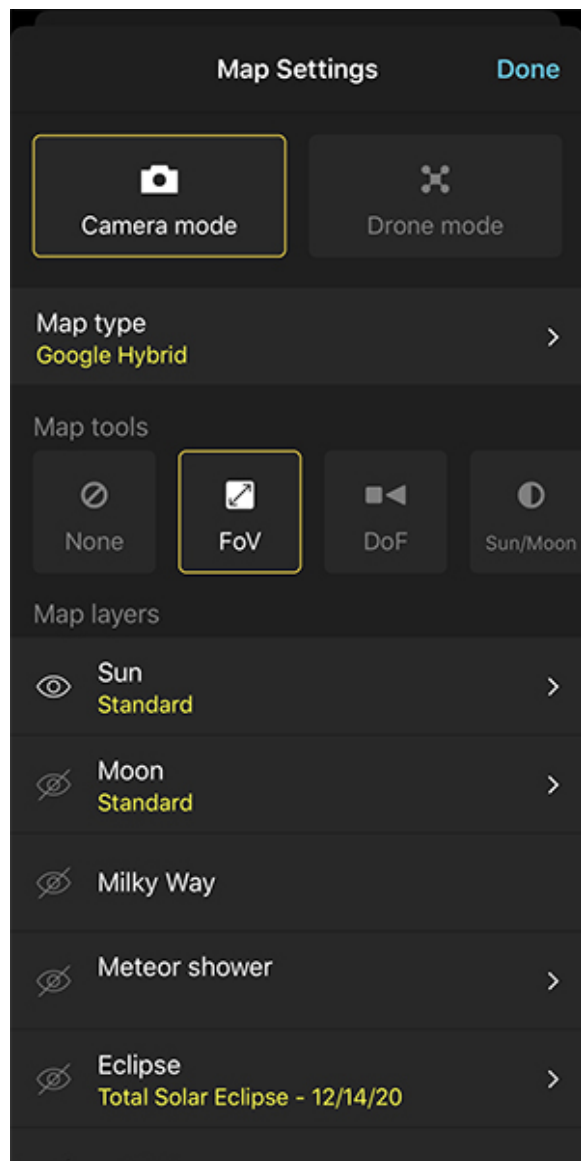 Map Settings
Done
Camera mode
Drone mode
Map type
Google Hybrid
Map tools
None
FoV
DoF
Sun/Moon
Map layers
Sun
Standard
Moon
Standard
Milky Way
Meteor shower
Eclipse
Total Solar Eclipse - 12/14/20